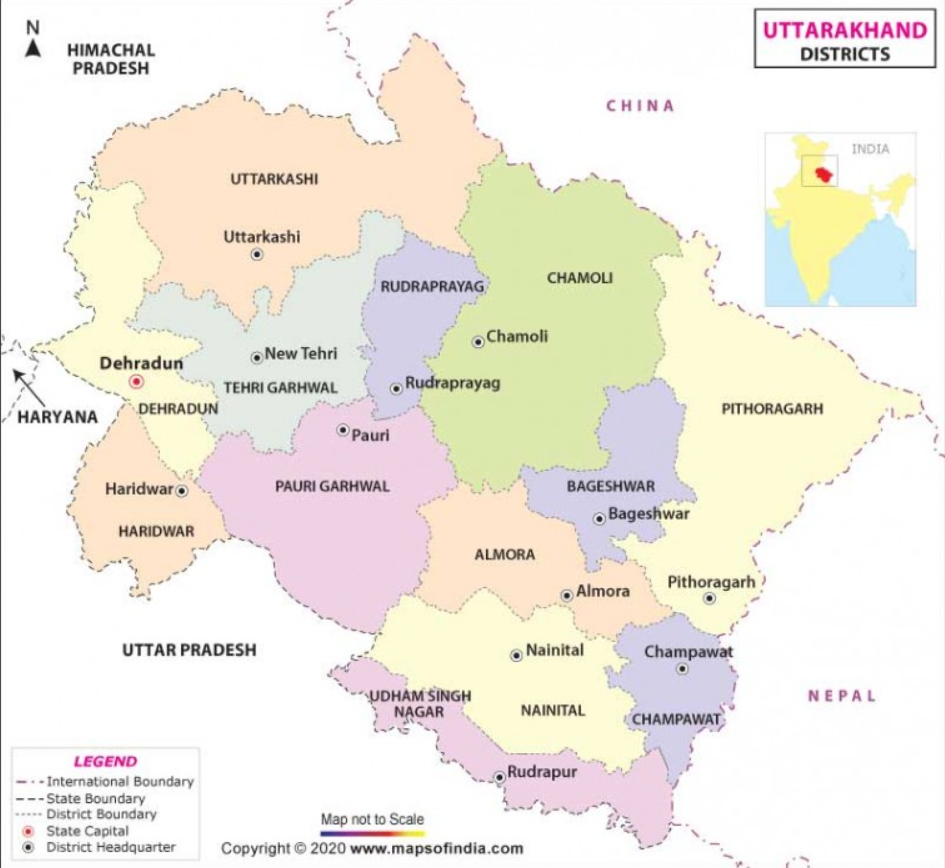 N
HIMACHAL
PRADESH
UTTARAKHAND
DISTRICTS
CHINA
INDIA
UTTARKASHI
Uttarkashi
RUDRAPRAYAG
CHAMOLI
Chamoli
New Tehri
TEHRI GARHWAL
Rudraprayag
Dehradun
DEHRADUN
HARYANA
PITHORAGARH
Pauri
PAURI GARHWAL
Haridwar
HARIDWAR
BAGESHWAR
Bageshwar
ALMORA
Almora
Pithoragarh
UTTAR PRADESH
Nainital
NAINITAL
Champawat
CHAMPAWAT
NEPAL
UDHAM SINGH
NAGAR
Rudrapur
LEGEND
International Boundary
State Boundary
District Boundary
State Capital
District Headquarter
Map not to Scale
Copyright © 2020 www.mapsofindia.com